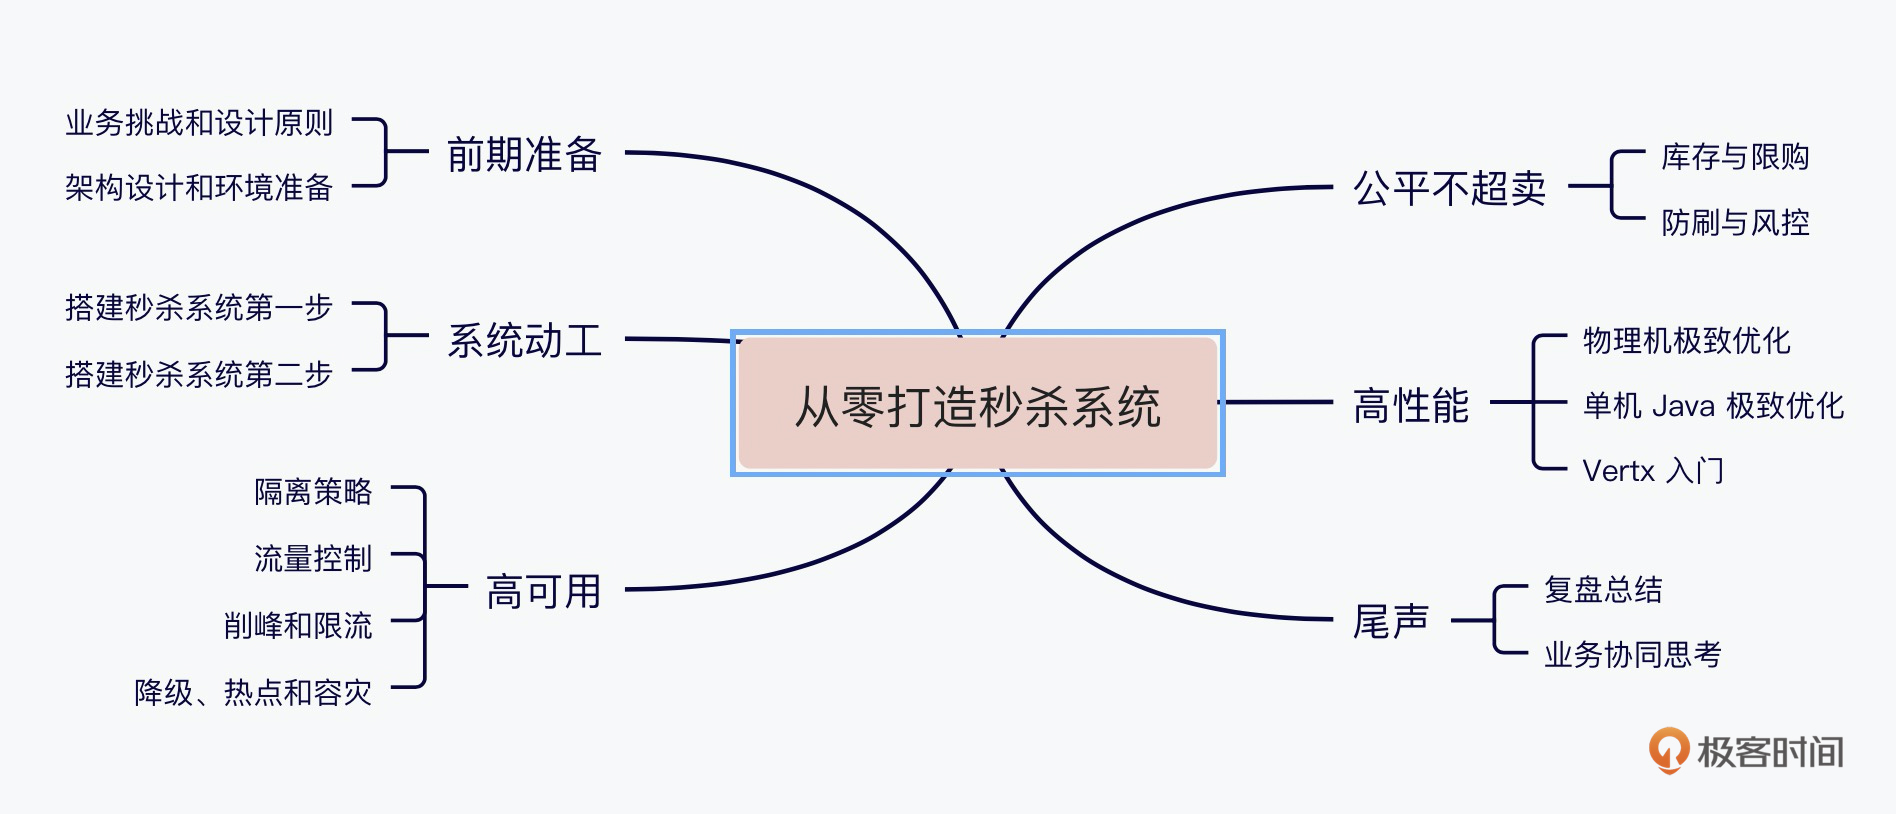 从零打造秒杀系统
前期准备
业务挑战和设计原则
架构设计和环境准备
系统动工
搭建秒杀系统第一步
搭建秒杀系统第二步
高可用
隔离策略
流量控制
削峰和限流
降级、热点和容灾
公平不超卖
库存与限购
防刷与风控
高性能
物理机极致优化
单机 Java 极致优化
Vertx 入门
尾声
复盘总结
业务协同思考
极客时间